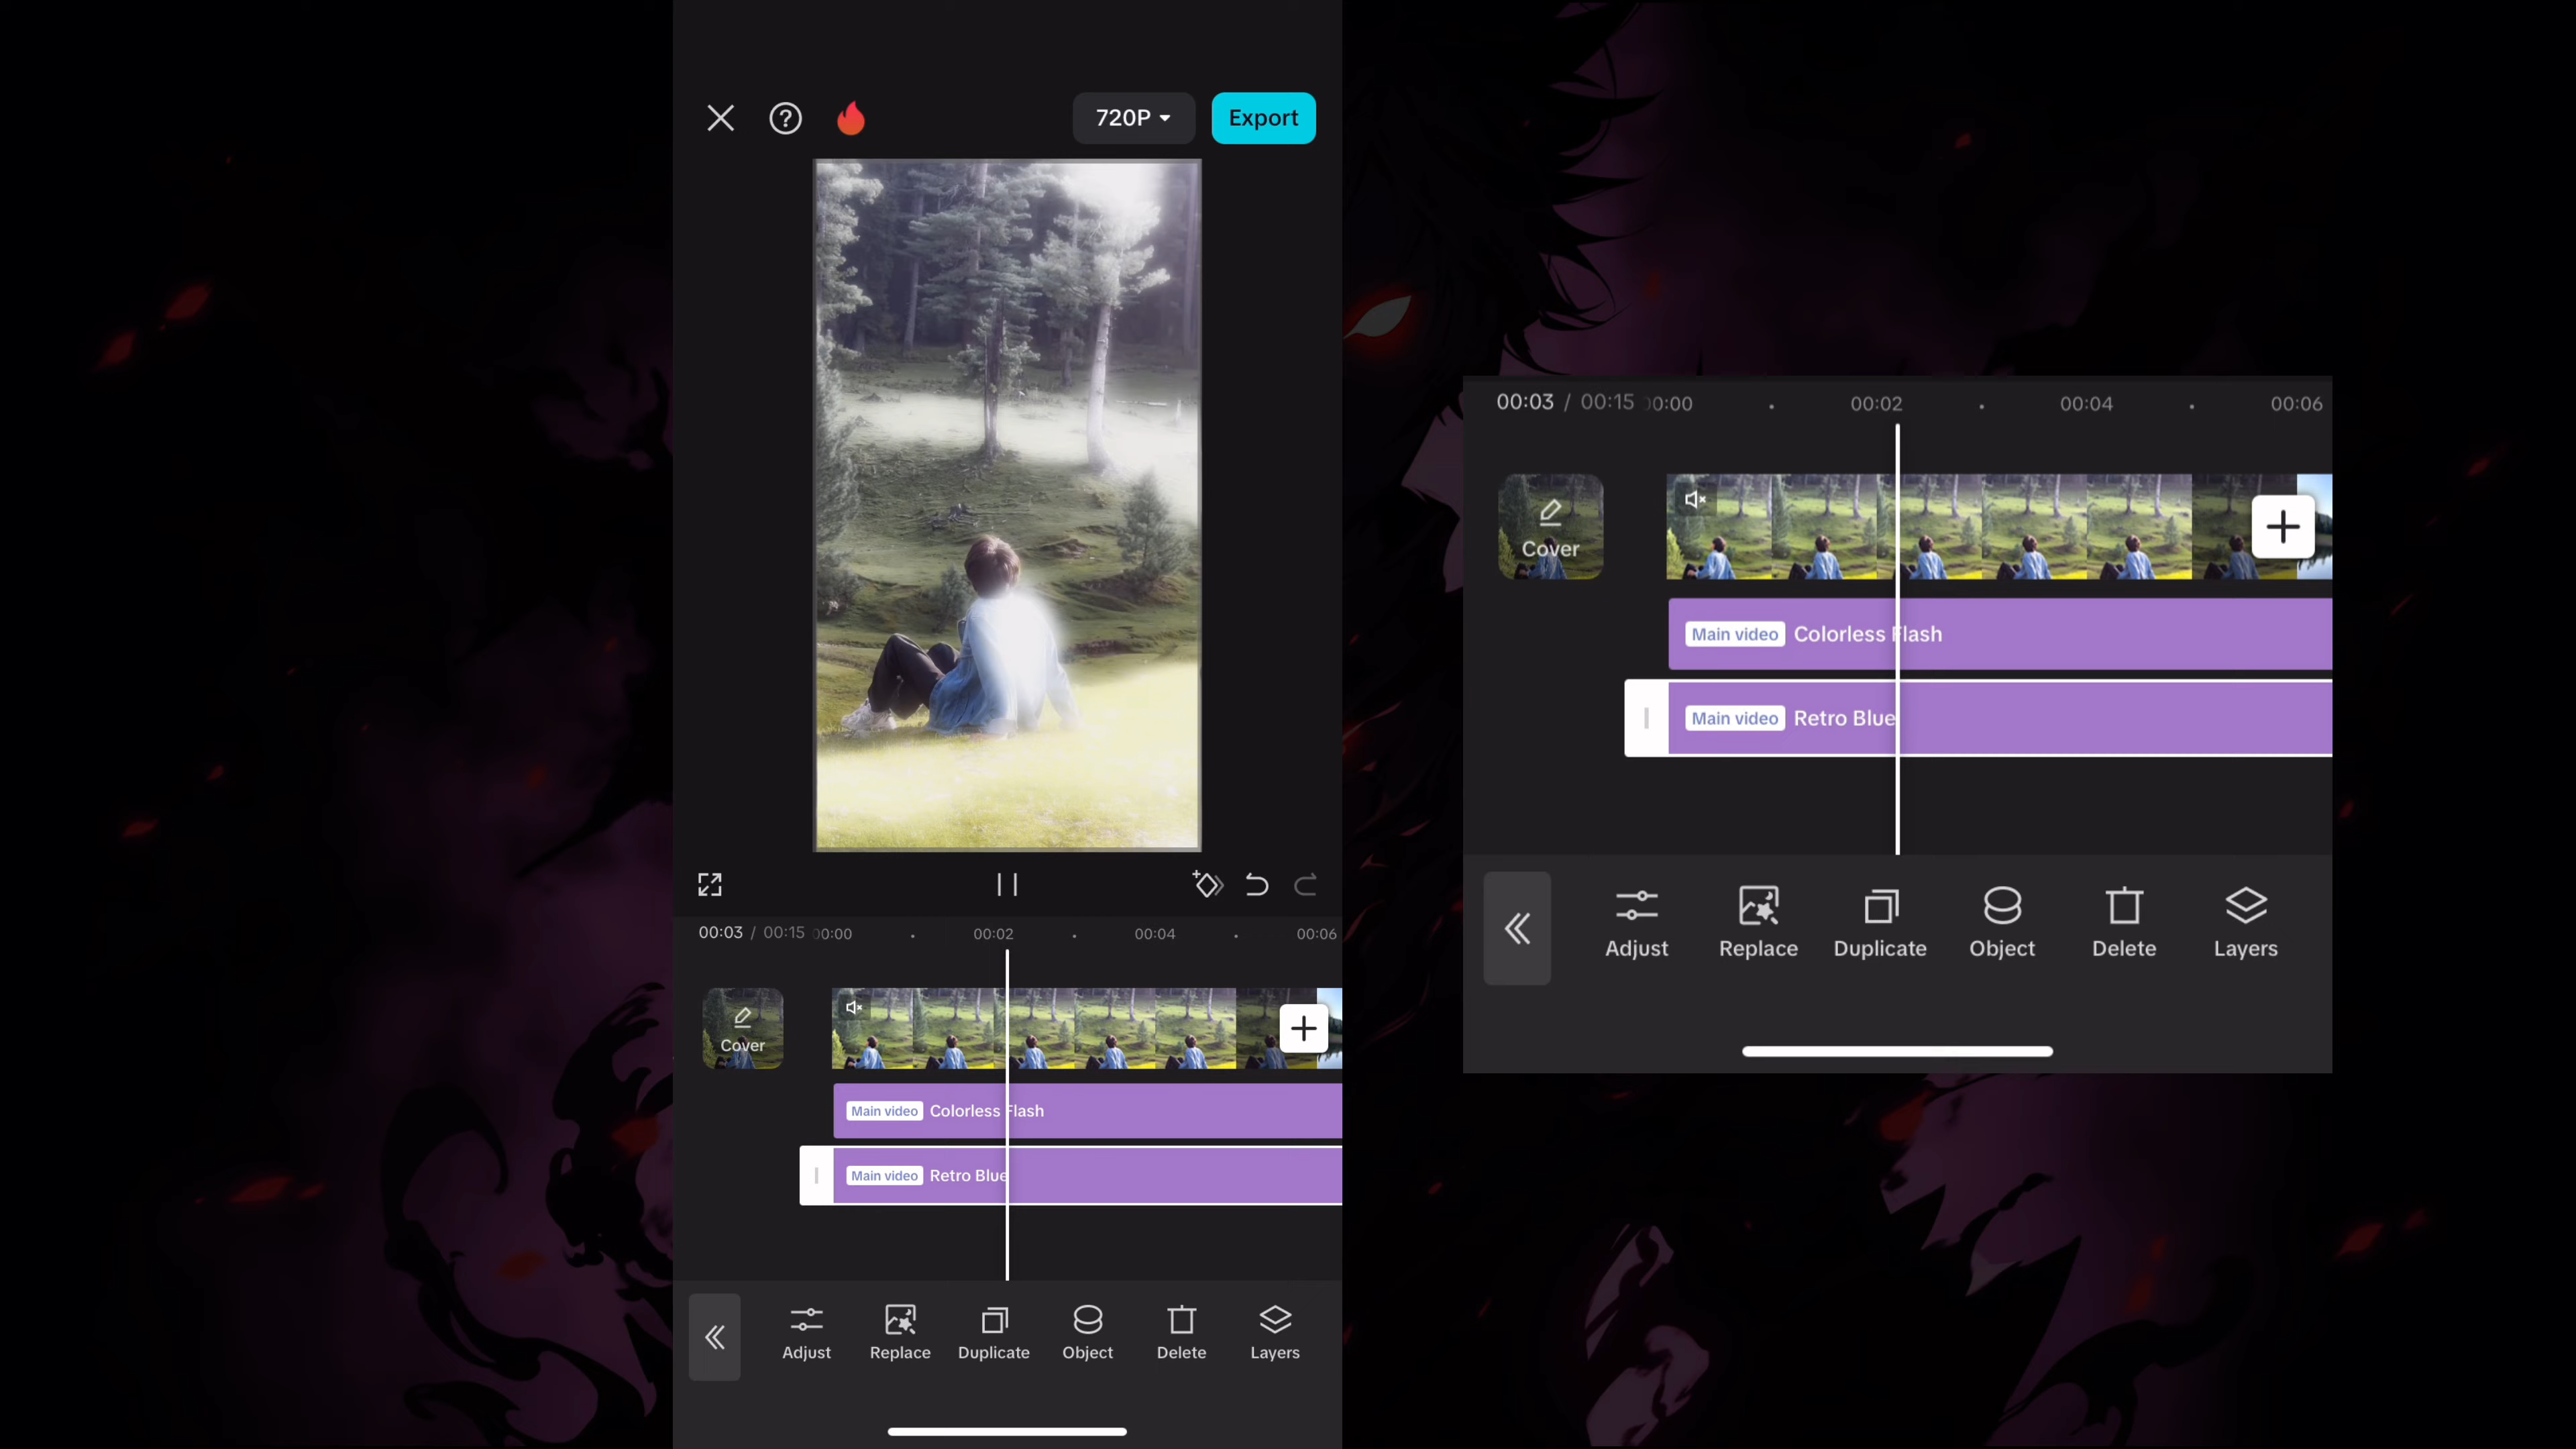 720P
Export
00:03 / 00:15 00:00 00:02 00:04 00:06
Cover
Main video Colorless Flash
Main video Retro Blue
Adjust Replace Duplicate Object Delete Layers
00:03 / 00:15 00:00 00:02 00:04 00:06
Cover
Main video Colorless Flash
Main video Retro Blue
Adjust Replace Duplicate Object Delete Layers